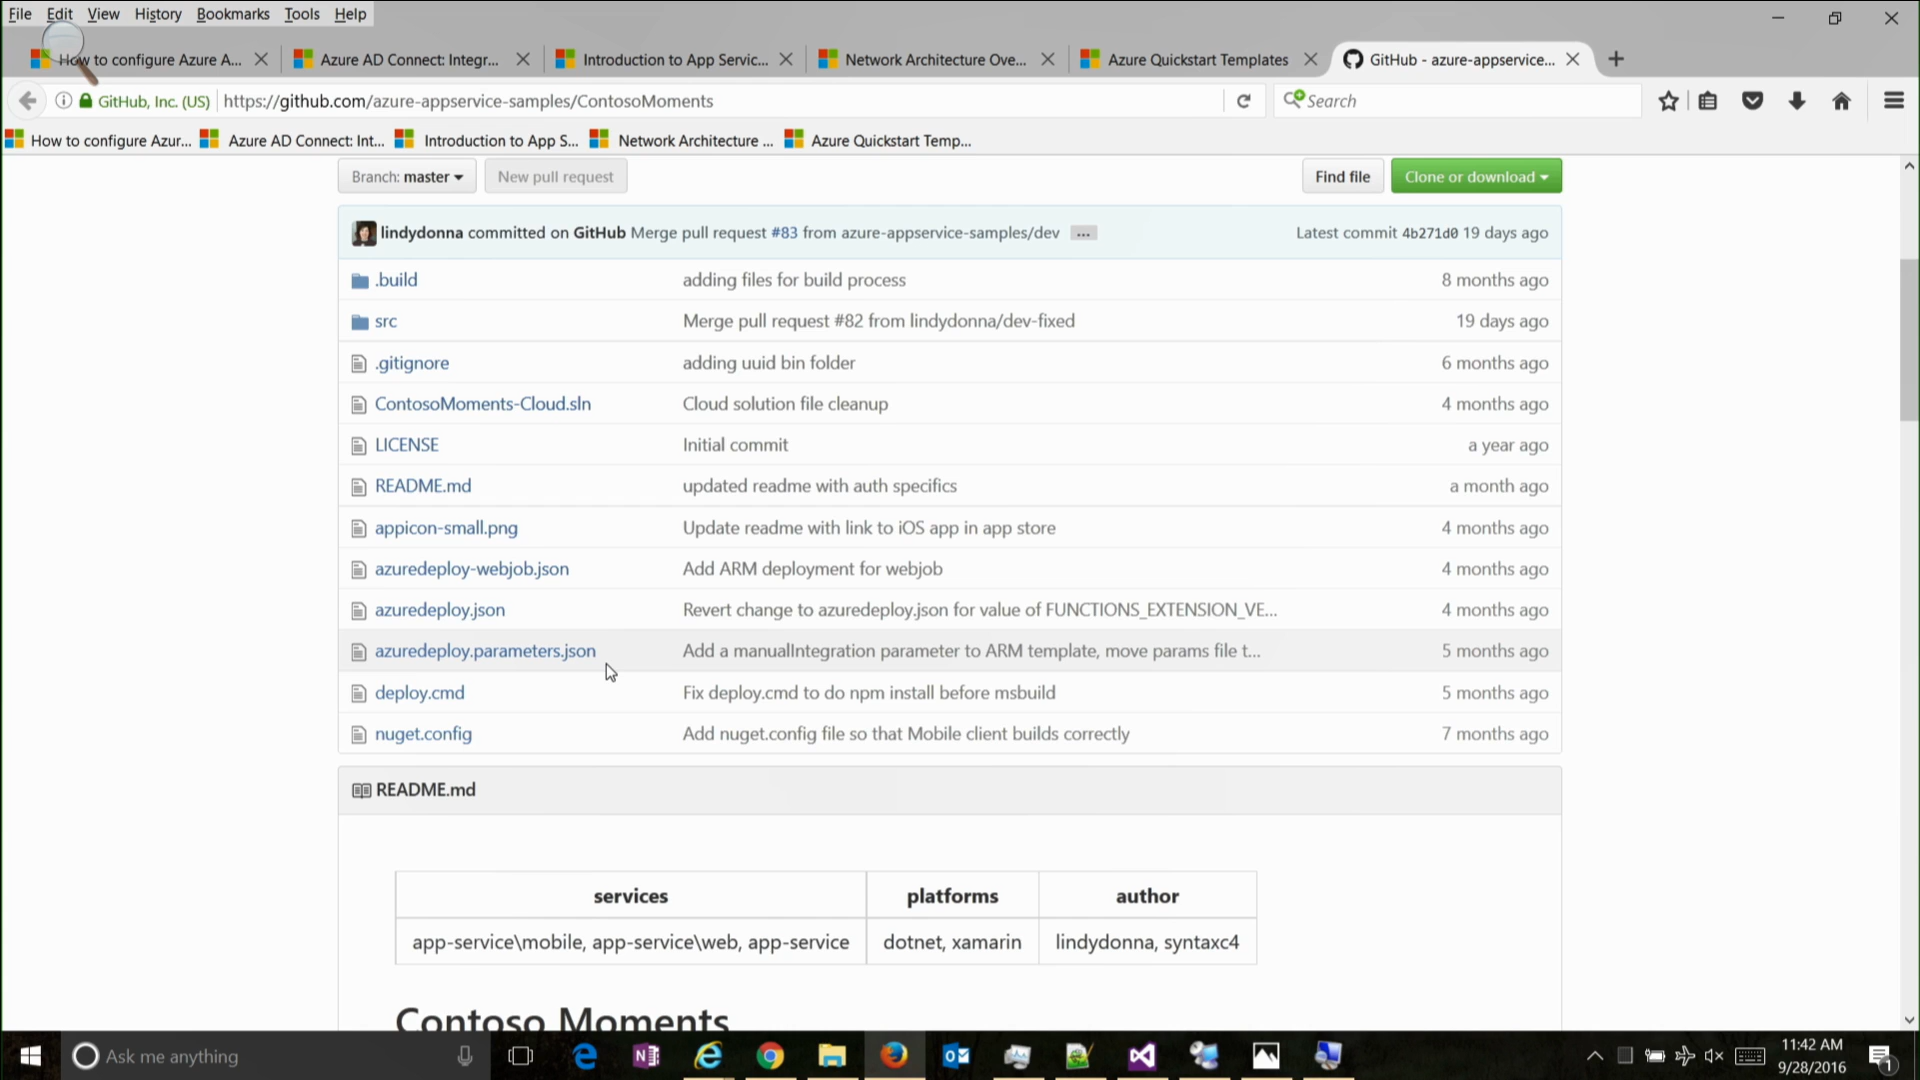 File Edit View History Bookmarks Tools Help
How to configure Azure A... Azure AD Connect: Integr... Introduction to App Servic... Network Architecture Ove... Azure Quickstart Templates GitHub - azure-appservice...
GitHub, Inc. (US) https://github.com/azure-appservice-samples/ContosoMoments Search
How to configure Azur... Azure AD Connect: Int... Introduction to App S... Network Architecture ... Azure Quickstart Temp...
Branch: master New pull request Find file Clone or download
lindydonna committed on GitHub Merge pull request #83 from azure-appservice-samples/dev ... Latest commit 4b271d0 19 days ago
.build adding files for build process 8 months ago
src Merge pull request #82 from lindydonna/dev-fixed 19 days ago
.gitignore adding uuid bin folder 6 months ago
ContosoMoments-Cloud.sln Cloud solution file cleanup 4 months ago
LICENSE Initial commit a year ago
README.md updated readme with auth specifics a month ago
appicon-small.png Update readme with link to iOS app in app store 4 months ago
azuredeploy-webjob.json Add ARM deployment for webjob 4 months ago
azuredeploy.json Revert change to azuredeploy.json for value of FUNCTIONS_EXTENSION_VE... 4 months ago
azuredeploy.parameters.json Add a manualIntegration parameter to ARM template, move params file t... 5 months ago
deploy.cmd Fix deploy.cmd to do npm install before msbuild 5 months ago
nuget.config Add nuget.config file so that Mobile client builds correctly 7 months ago
README.md
services platforms author
app-service\mobile, app-service\web, app-service dotnet, xamarin lindydonna, syntaxc4
Contoso Moments
Ask me anything 11:42 AM
9/28/2016 1